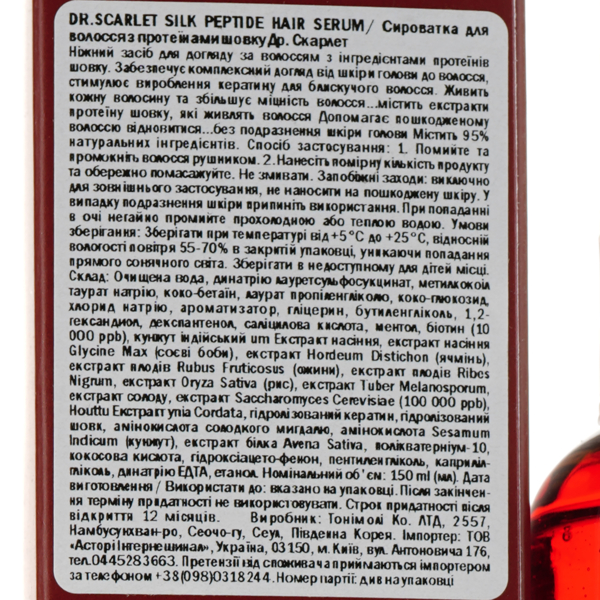 DR.SCARLET SILK PEPTIDE HAIR SERUM/ Сироватка для
волосся з протеїнами шовку Др. Скарлет
Ніжний засіб для догляду за волоссям з інгредієнтами протеїнів
шовку. Забезпечує комплексний догляд від шкіри голови до волосся,
стимулює вироблення кератину для блискучого волосся. Живить
кожну волосину та збільшує міцність волосся...містить екстракти
протеїну шовку, які живлять волосся Допомагає пошкодженому
волоссю відновитися...без подразнення шкіри голови Містить 95%
натуральних інгредієнтів. Спосіб застосування: 1. Помийте та
промокніть волосся рушником. 2.Нанесіть помірну кількість продукту
та обережно помасажуйте. Не змивати. Запобіжні заходи: виключно
для зовнішнього застосування, не наносити на пошкоджену шкіру. У
випадку подразнення шкіри припиніть використання. При попаданні
в очі негайно промийте прохолодною або теплою водою. Умови
зберігання: Зберігати при температурі від +5°C до +25°C, відносній
вологості повітря 55-70% в закритій упаковці, уникаючи попадання
прямого сонячного світла. Зберігати в недоступному для дітей місці.
Склад: Очищена вода, динатрію лауретсульфосукцинат, метилкокоїл
таурат натрію, коко-бетаїн, лаурат пропіленгліколю, коко-глюкозид,
хлорид натрію, ароматизатор, гліцерин, бутиленгліколь, 1,2-
гександиол, декспантенол, саліцилова кислота, ментол, біотин (10
000 ppb), кунжут індійський um Екстракт насіння, екстракт насіння
Glycine Max (соєві боби), екстракт Hordeum Distichon (ячмінь),
екстракт плодів Rubus Fruticosus (ожини), екстракт плодів Ribes
Nigrum, екстракт Oryza Sativa (рис), екстракт Tuber Melanosporum,
екстракт солоду, екстракт Saccharomyces Cerevisiae (100 000 ppb),
Houttu Екстракт ynia Cordata, гідролізований кератин, гідролізований
шовк, амінокислота солодкого мигдалю, амінокислота Sesamum
Indicum (кунжут), екстракт білка Avena Sativa, полікватерніум-10,
кокосова кислота, гідроксіацето-фенон, пентиленгліколь, каприліл-
гліколь, динатрію ЕДТА, етанол. Номінальний об'єм: 150 ml (мл). Дата
виготовлення / Використати до: вказано на упаковці. Після закінчен-
ня терміну придатності не використовувати. Строк придатності після
відкриття 12 місяців. Виробник: Тонімолі Ко. ЛТД, 2557,
Намбусунхван-ро, Сеочо-гу, Сеул, Південна Корея. Імпортер: ТОВ
«Асторі Інтернешинал», Україна, 03150, м. Київ, вул. Антоновича 176,
тел.0445283663. Претензії від споживача приймаються імпортером
за телефоном +38(098)0318244. Номер партії: див на упаковці